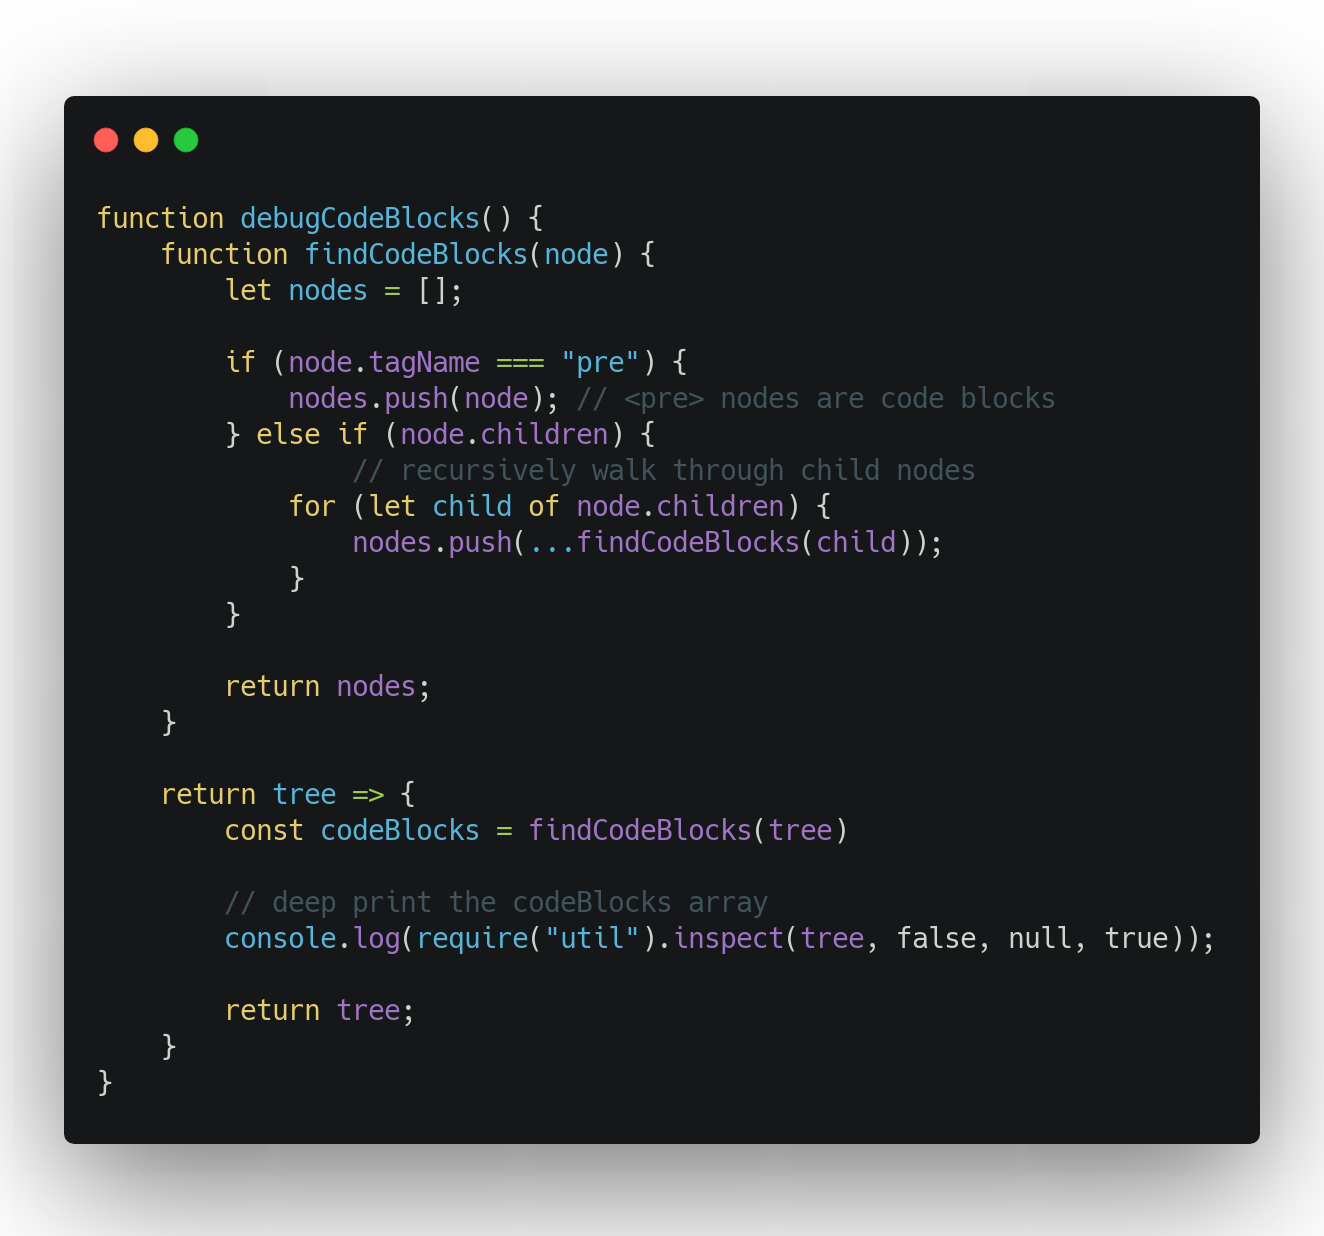 function debugCodeBlocks() {
    function findCodeBlocks(node) {
        let nodes = [];

        if (node.tagName === "pre") {
            nodes.push(node); // <pre> nodes are code blocks
        } else if (node.children) {
                // recursively walk through child nodes
            for (let child of node.children) {
                nodes.push(...findCodeBlocks(child));
            }
        }

        return nodes;
    }

    return tree => {
        const codeBlocks = findCodeBlocks(tree)

        // deep print the codeBlocks array
        console.log(require("util").inspect(tree, false, null, true));

        return tree;
    }
}